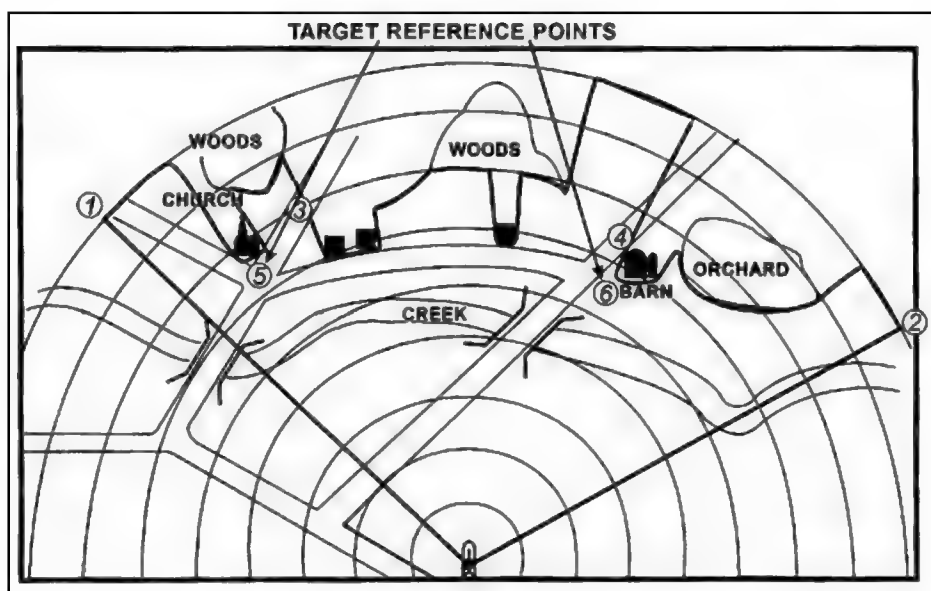 TARGET REFERENCE POINTS
WOODS
WOODS
CHURCH
1
3
4
5
ORCHARD
6
BARN
CREEK
2